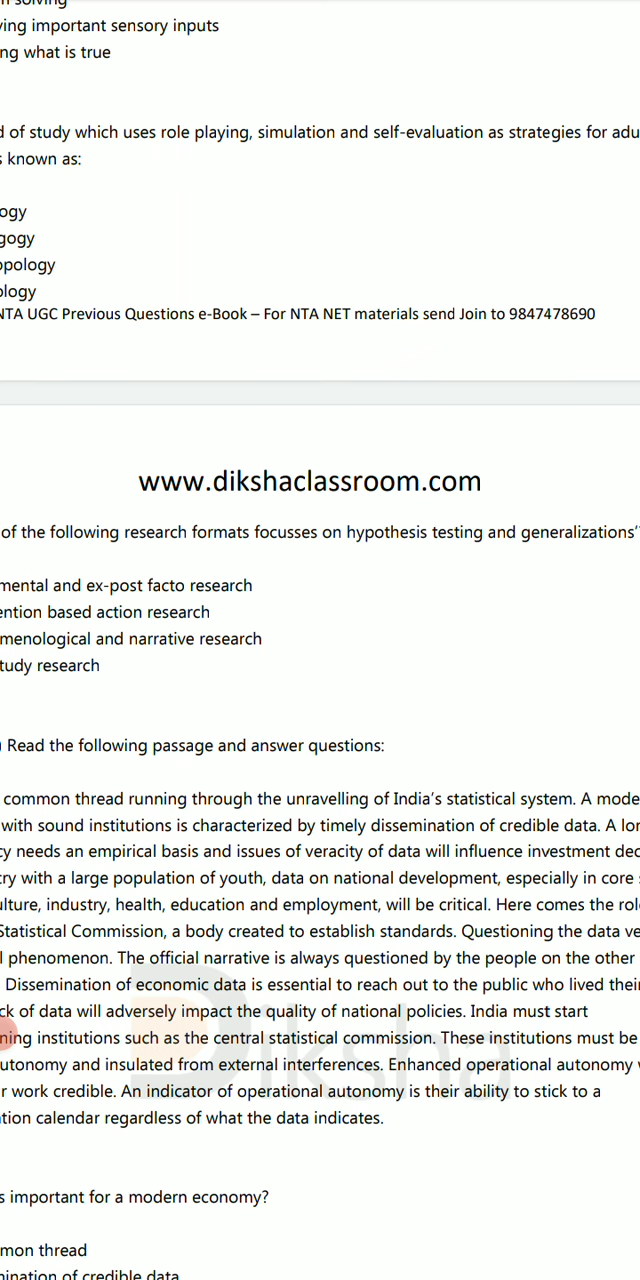 ving important sensory inputs
ng what is true
d of study which uses role playing, simulation and self-evaluation as strategies for adu
s known as:
ogy
gogy
opology
ology
NTA UGC Previous Questions e-Book – For NTA NET materials send Join to 9847478690
www.dikshaclassroom.com
of the following research formats focusses on hypothesis testing and generalizations'
mental and ex-post facto research
ention based action research
menological and narrative research
tudy research
) Read the following passage and answer questions:
common thread running through the unravelling of India's statistical system. A mode
with sound institutions is characterized by timely dissemination of credible data. A lon
cy needs an empirical basis and issues of veracity of data will influence investment dec
try with a large population of youth, data on national development, especially in core s
ulture, industry, health, education and employment, will be critical. Here comes the role
Statistical Commission, a body created to establish standards. Questioning the data ve
l phenomenon. The official narrative is always questioned by the people on the other
Dissemination of economic data is essential to reach out to the public who lived their
ck of data will adversely impact the quality of national policies. India must start
ning institutions such as the central statistical commission. These institutions must be
utonomy and insulated from external interferences. Enhanced operational autonomy w
r work credible. An indicator of operational autonomy is their ability to stick to a
tion calendar regardless of what the data indicates.
Diksha
s important for a modern economy?
mon thread
mination of credible data